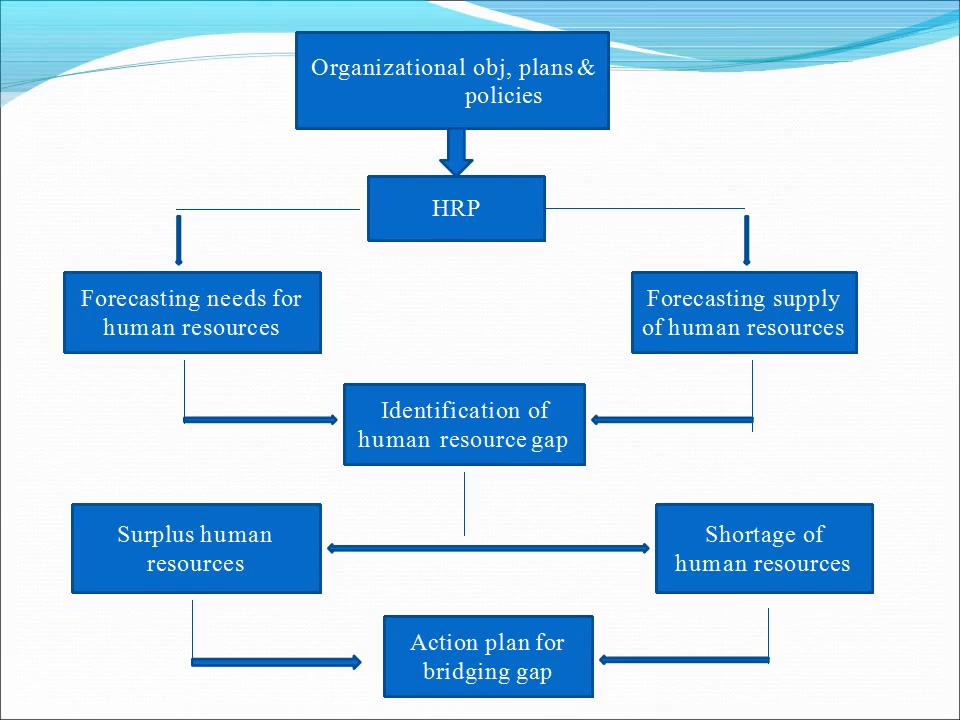 Organizational obj, plans &
policies
HRP
Forecasting needs for
human resources
Forecasting supply
of human resources
Identification of
human resource gap
Surplus human
resources
Shortage of
human resources
Action plan for
bridging gap